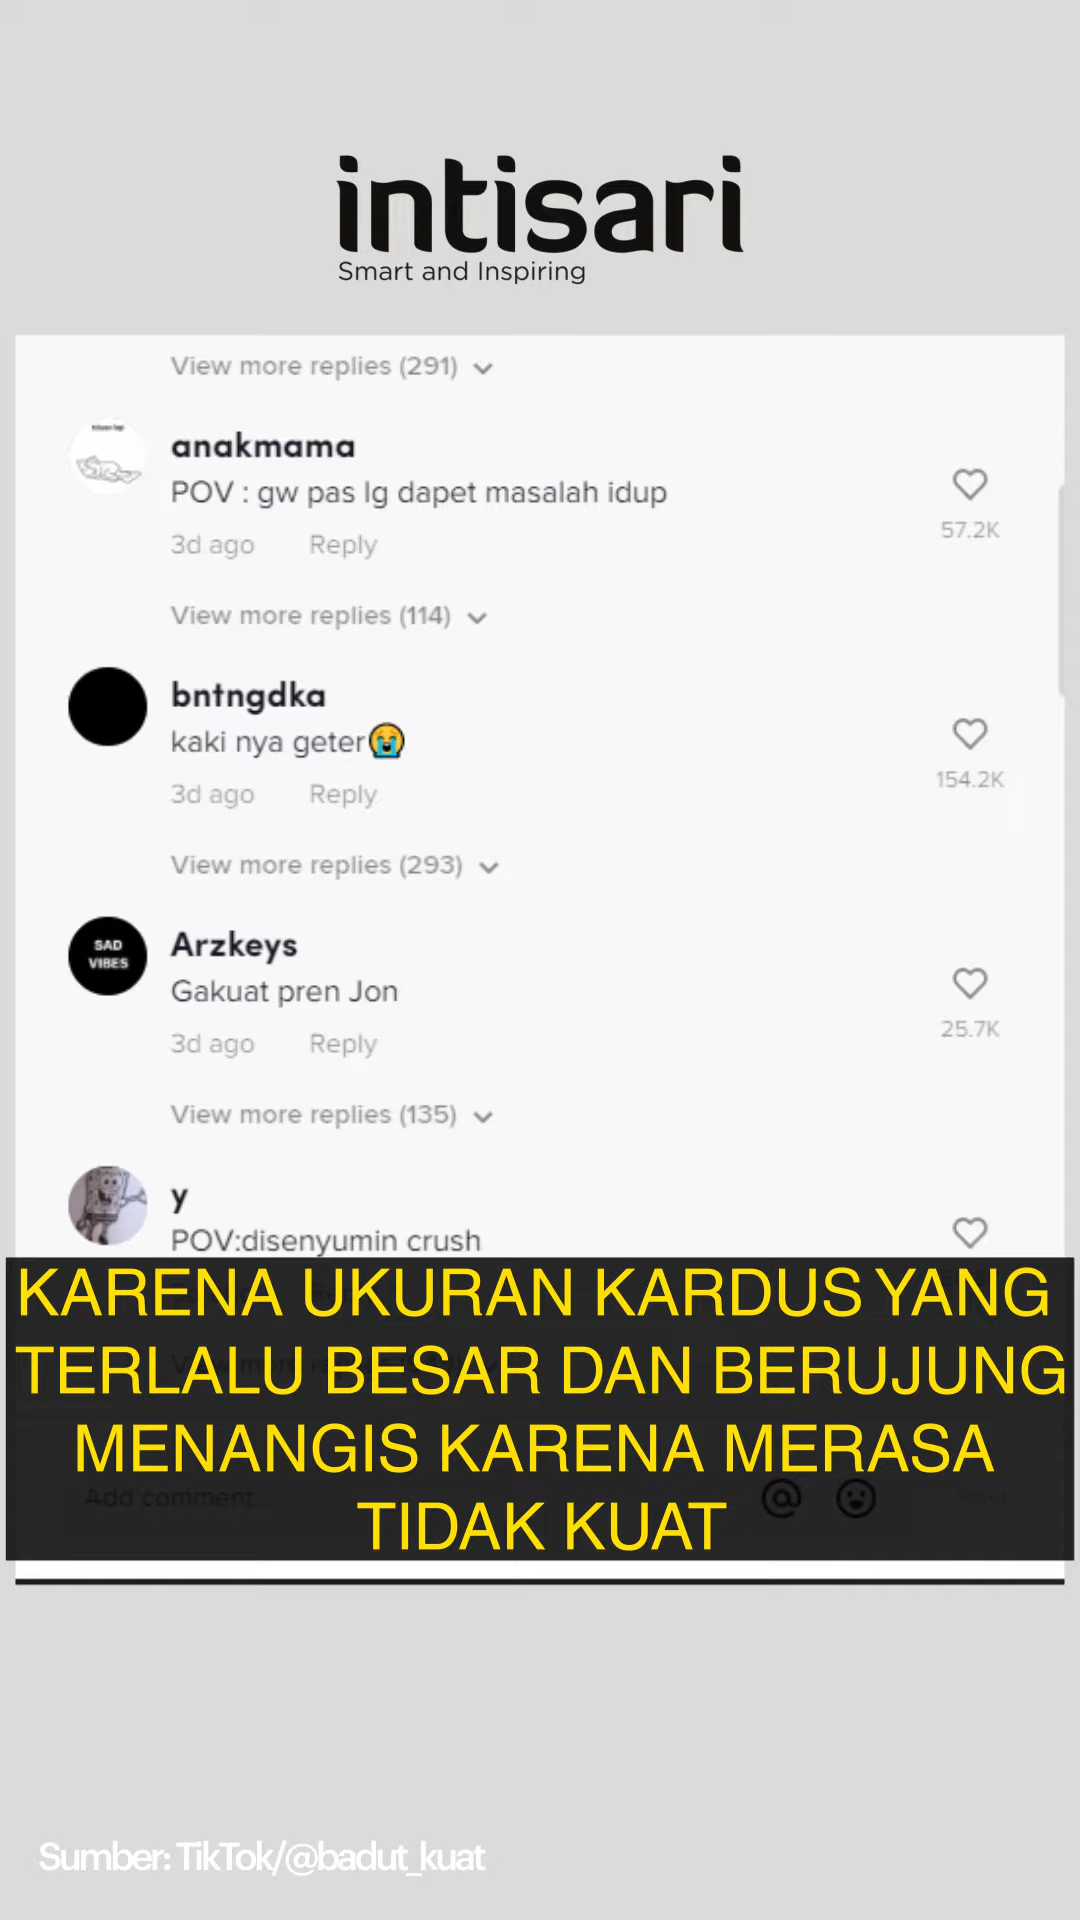 intisari
Smart and Inspiring
View more replies (291)
anakmama
POV : gw pas lg dapet masalah idup
57.2K
3d ago Reply
View more replies (114)
bntngdka
kaki nya geter😭
154.2K
3d ago Reply
View more replies (293)
SAD
VIBES
Arzkeys
Gakuat pren Jon
25.7K
3d ago Reply
View more replies (135)
y
POV:disenyumin crush
KARENA UKURAN KARDUS YANG
TERLALU BESAR DAN BERUJUNG
MENANGIS KARENA MERASA
TIDAK KUAT
Add comment...
Sumber: TikTok/@badut_kuat